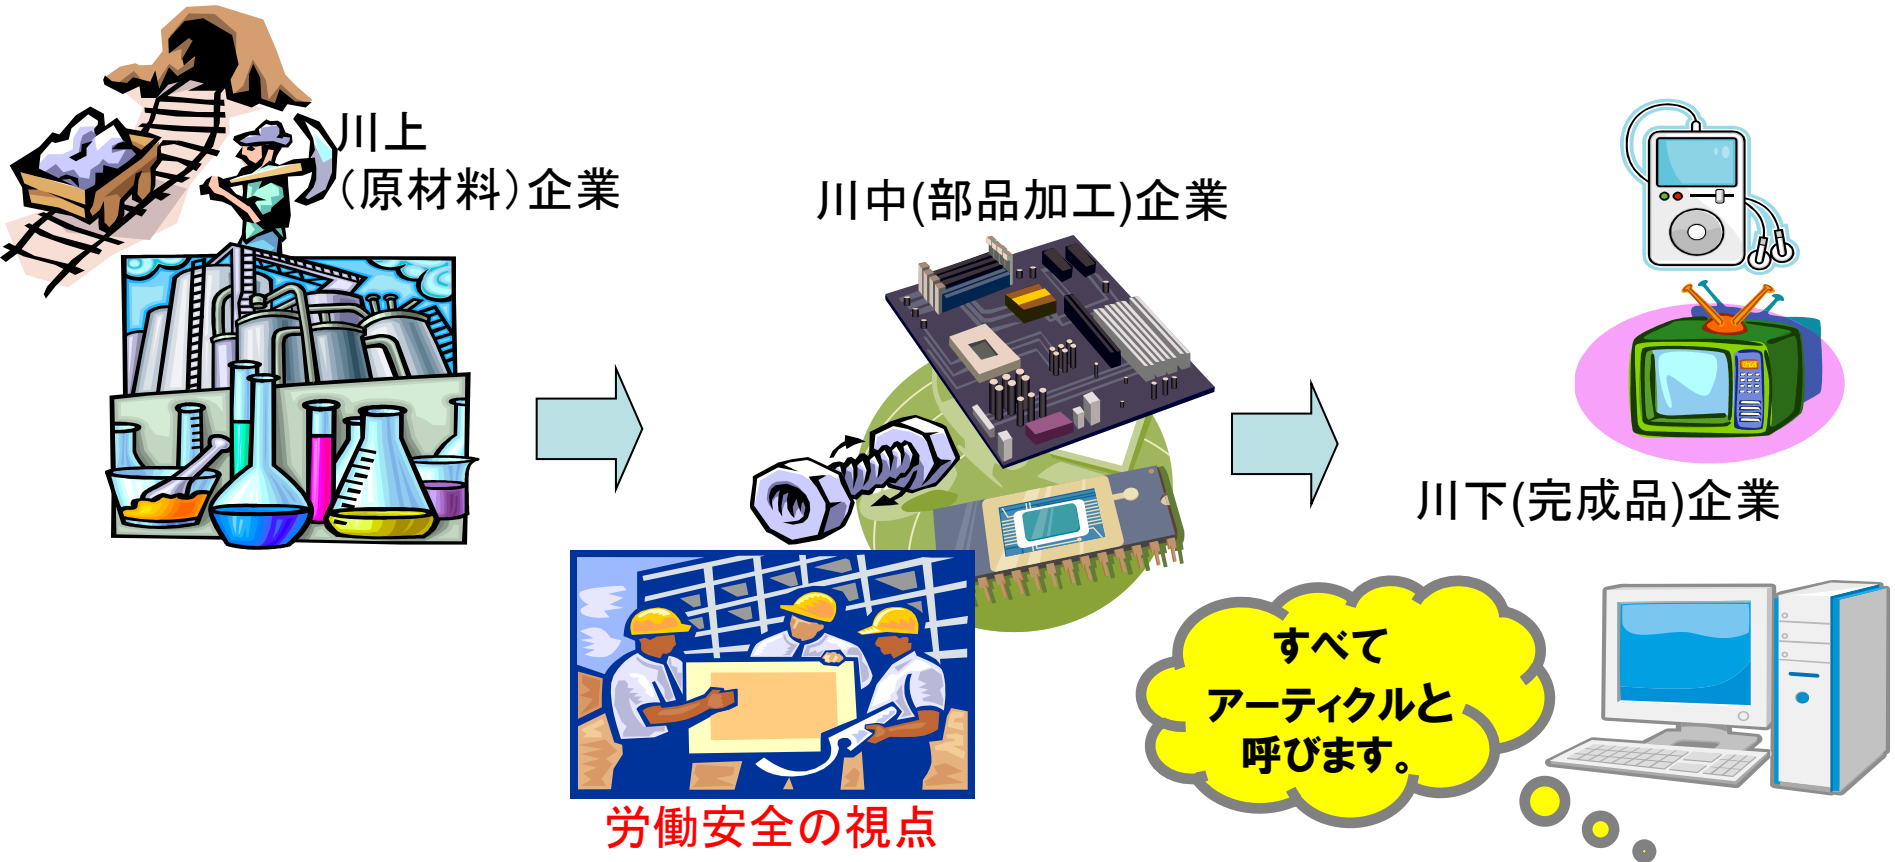 川上
（原材料）企業
川中(部品加工)企業
川下(完成品)企業
すべて
アーティクルと
呼びます。
労働安全の視点